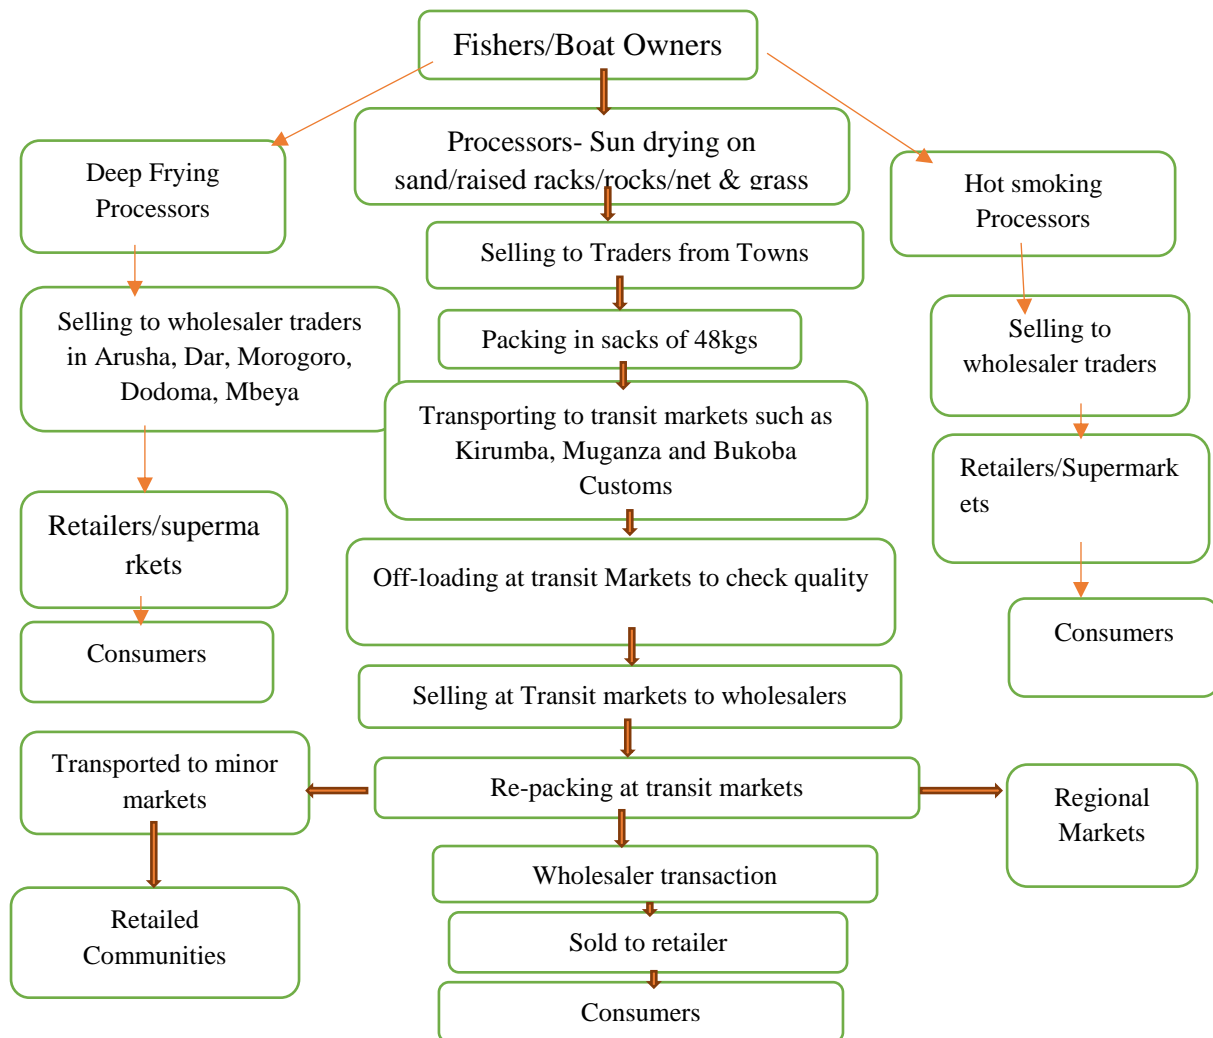 Fishers/Boat Owners
Processors- Sun drying on
sand/raised racks/rocks/net & grass
Deep Frying
Processors
Hot smoking
Processors
Selling to Traders from Towns
Selling to wholesaler traders
in Arusha, Dar, Morogoro,
Dodoma, Mbeya
Packing in sacks of 48kgs
Selling to
wholesaler traders
Transporting to transit markets such as
Kirumba, Muganza and Bukoba
Customs
Retailers/superma
rkets
Retailers/Supermark
ets
Off-loading at transit Markets to check quality
Consumers
Consumers
Selling at Transit markets to wholesalers
Transported to minor
markets
Re-packing at transit markets
Regional
Markets
Wholesaler transaction
Retailed
Communities
Sold to retailer
Consumers